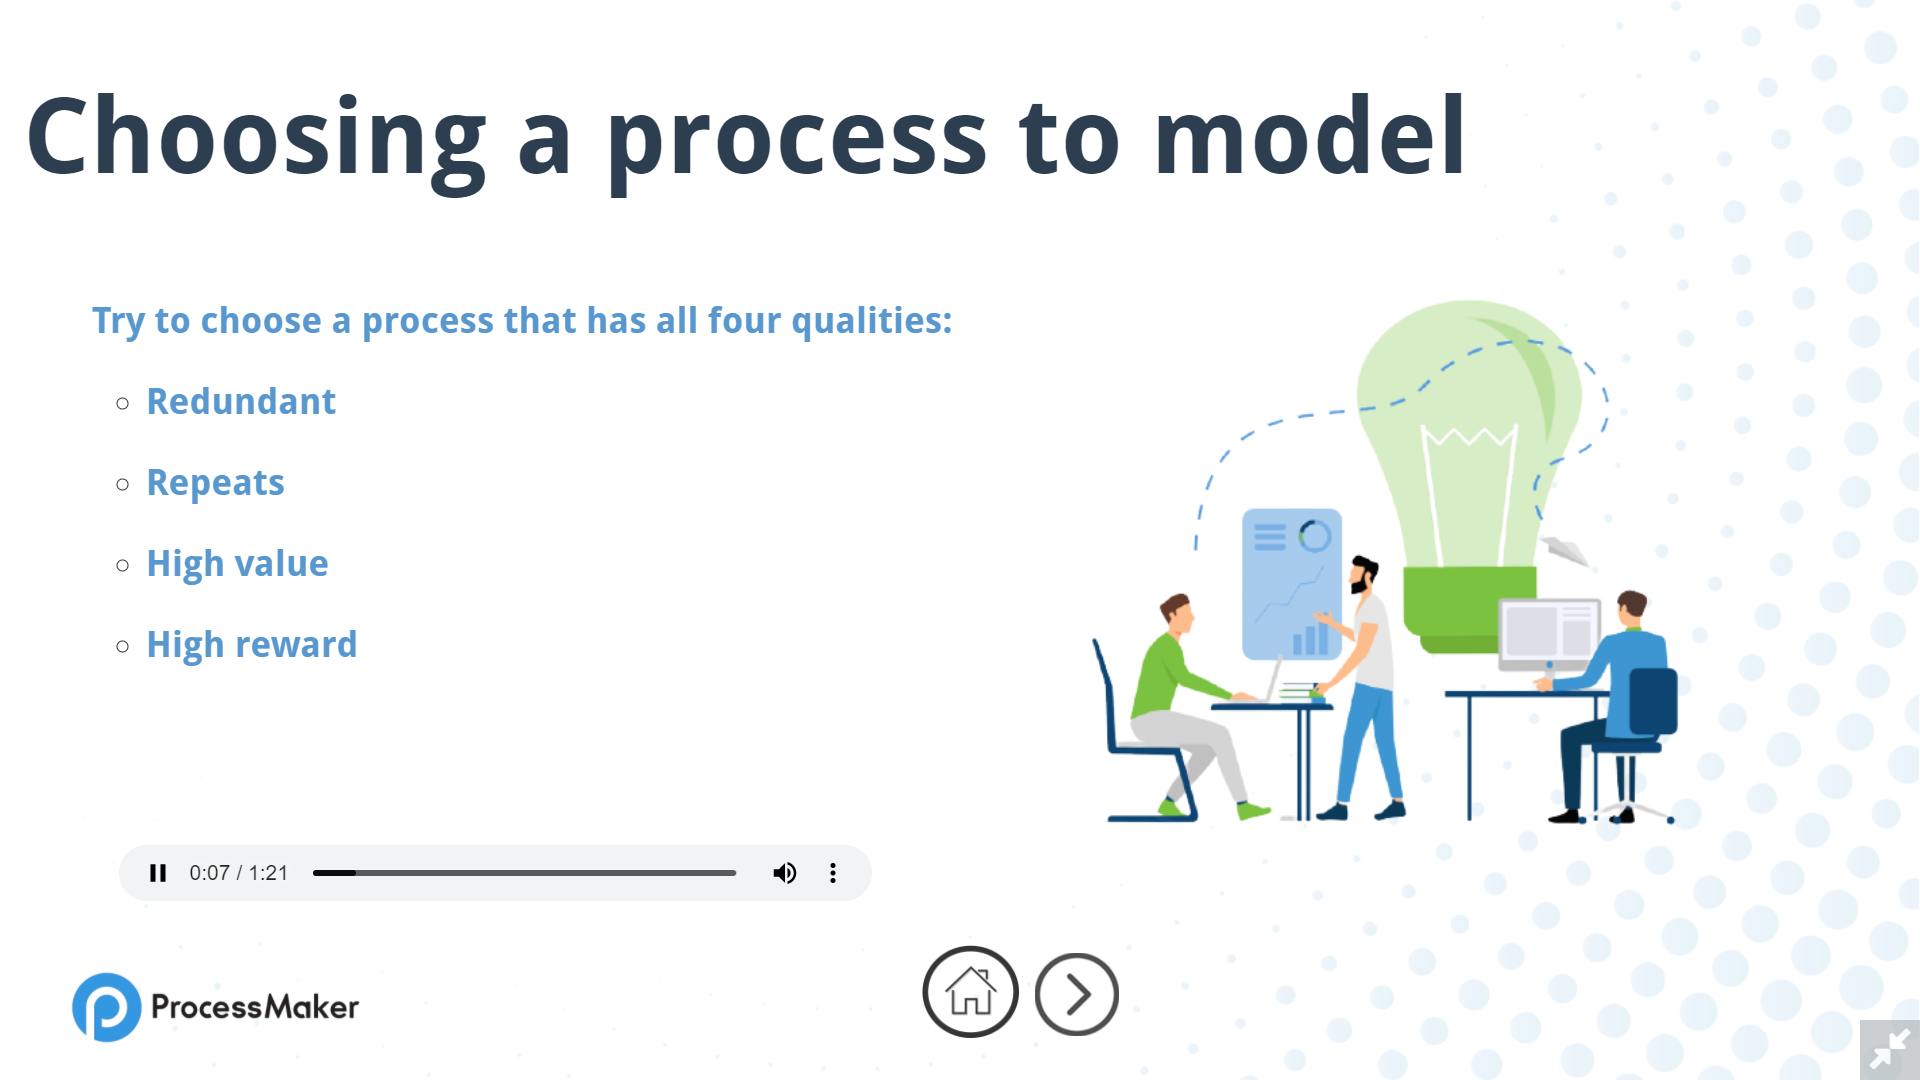 Choosing a process to model
Try to choose a process that has all four qualities:
Redundant
Repeats
High value
High reward
0:07 / 1:21
ProcessMaker